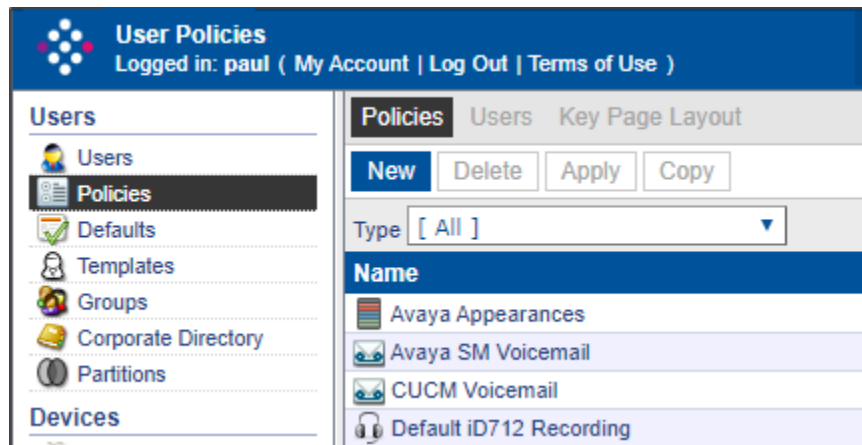 User Policies
Logged in: paul ( My Account | Log Out | Terms of Use )
Users
Users
Policies
Defaults
Templates
Groups
Corporate Directory
Partitions
Devices
Policies Users Key Page Layout
New Delete Apply Copy
Type [ All ]
Name
Avaya Appearances
Avaya SM Voicemail
CUCM Voicemail
Default iD712 Recording